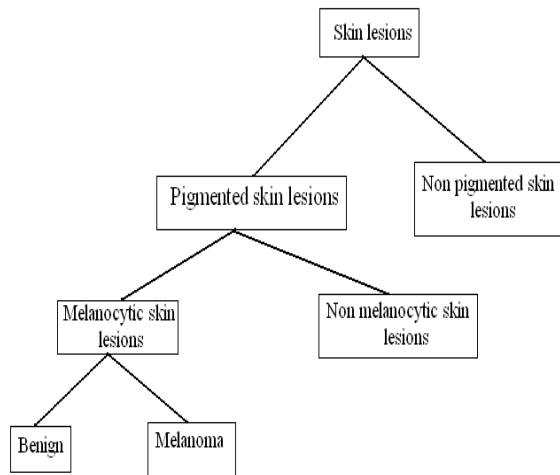 Skin lesions
Pigmented skin lesions
Non pigmented skin
lesions
Melanocytic skin
lesions
Non melanocytic skin
lesions
Benign
Melanoma